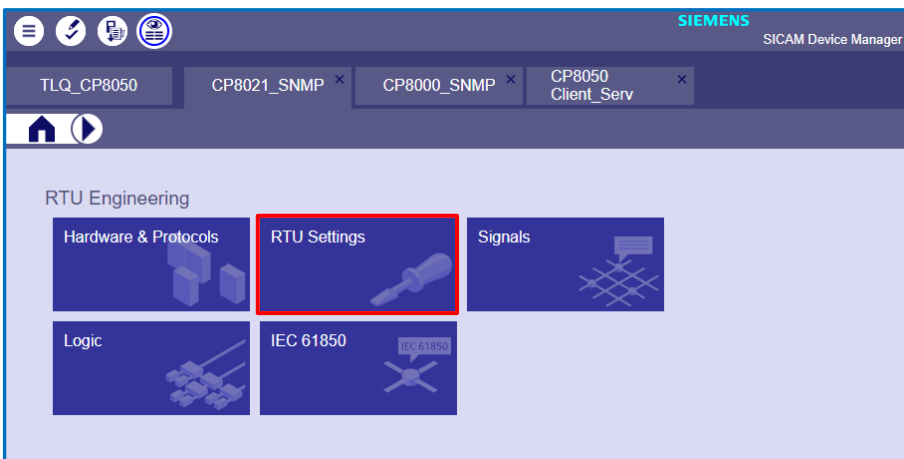 SIEMENS
SICAM Device Manager
TLQ_CP8050
CP8021_SNMP ×
CP8000_SNMP ×
CP8050
Client_Serv ×
RTU Engineering
Hardware & Protocols
RTU Settings
Signals
Logic
IEC 61850
IEC 61850